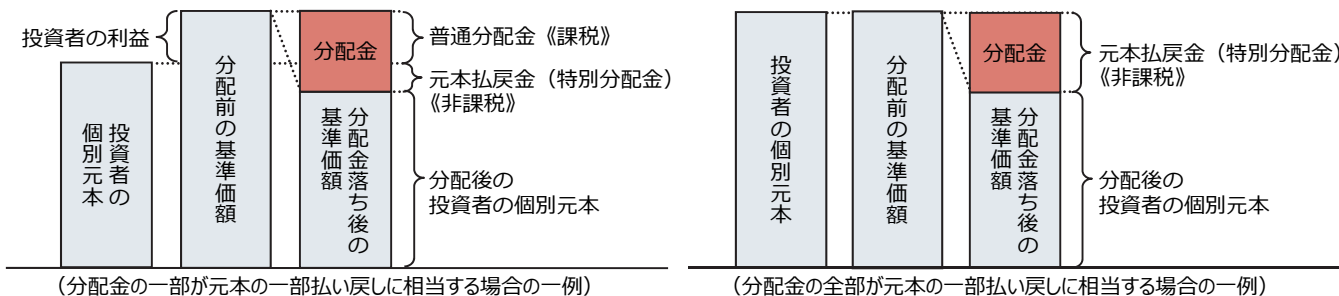 投資者の利益
投資者の
個別元本
分配前の基準価額
分配金
分配金落ち後の
基準価額
普通分配金《課税》
元本払戻金（特別分配金）
《非課税》
分配後の
投資者の個別元本
（分配金の一部が元本の一部払い戻しに相当する場合の一例）
投資者の個別元本
分配前の基準価額
分配金
分配金落ち後の
基準価額
元本払戻金（特別分配金）
《非課税》
分配後の
投資者の個別元本
（分配金の全部が元本の一部払い戻しに相当する場合の一例）